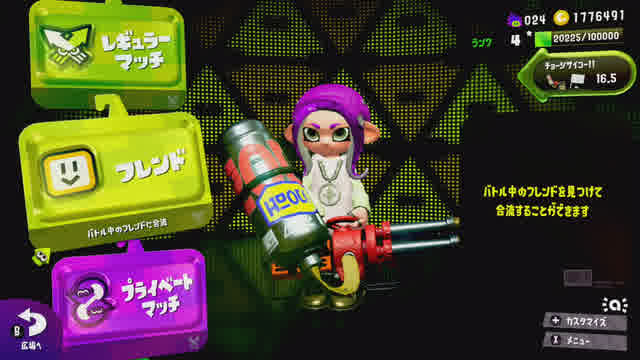 レギュラー
マッチ
フレンド
バトル中のフレンドに合流
プライベート
マッチ
B
広場へ
024
1776491
ランク
4
20225/100000
チョーシサイコー!!
16.5
バトル中のフレンドを見つけて
合流することができます
+ カスタマイズ
X メニュー